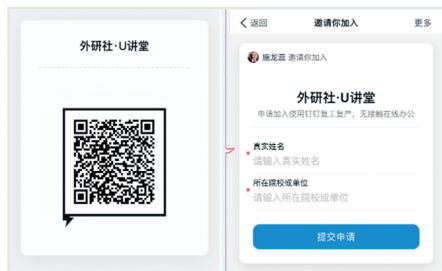 外研社·U讲堂
返回
邀请你加入
更多
施龙蕊 邀请你加入
外研社·U讲堂
申请加入使用钉钉复工复产，无接触在线办公
真实姓名
* 请输入真实姓名
所在院校或单位
* 请输入所在院校或单位
提交申请